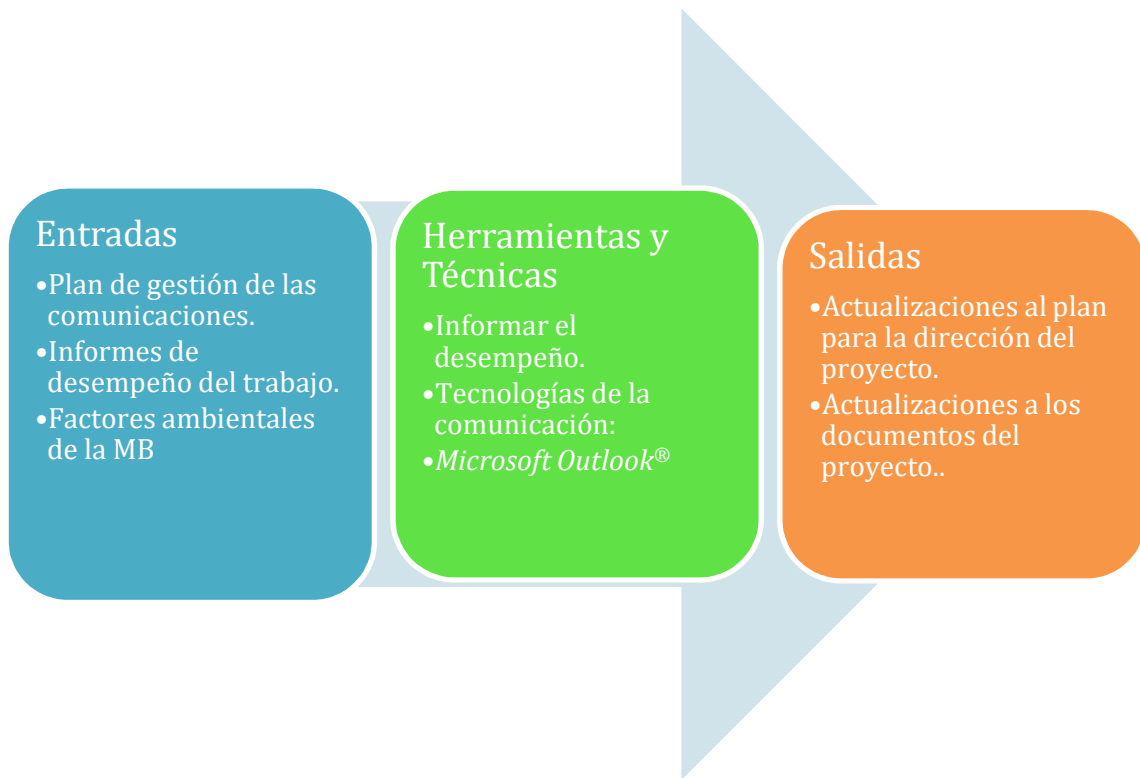 Entradas
•Plan de gestión de las
comunicaciones.
•Informes de
desempeño del trabajo.
•Factores ambientales
de la MB
Herramientas y
Técnicas
•Informar el
desempeño.
•Tecnologías de la
comunicación:
•Microsoft Outlook®
Salidas
•Actualizaciones al plan
para la dirección del
proyecto.
•Actualizaciones a los
documentos del
proyecto..